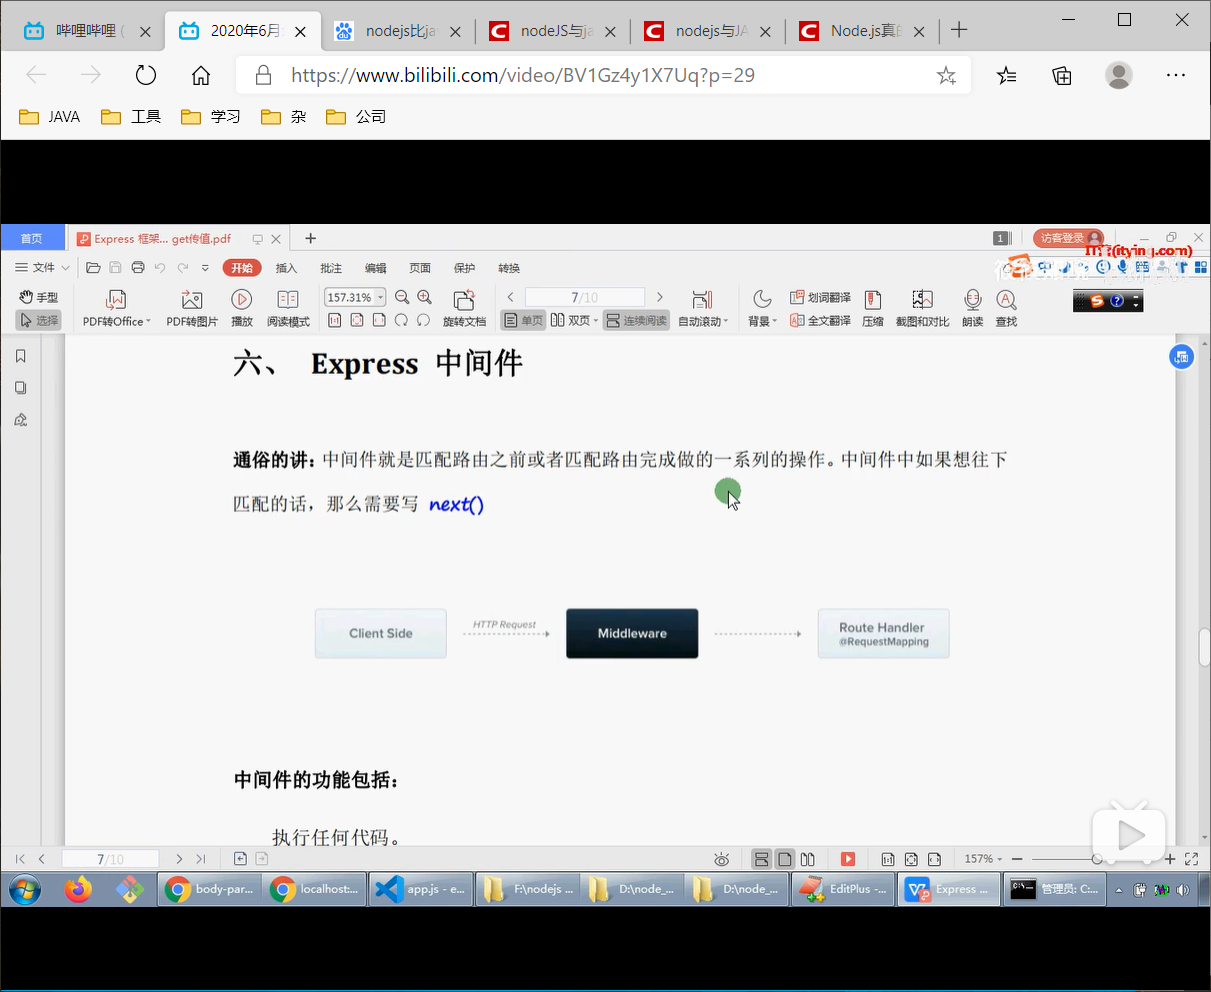 哔哩哔哩 (
2020年6月
nodejs比ja
nodeJS与ja
nodejs与JA
Node.js真的
https://www.bilibili.com/video/BV1Gz4y1X7Uq?p=29
JAVA
工具
学习
杂
公司
首页
Express 框架... get传值.pdf
1
访客登录
IT营(itying.com)
文件
开始
插入
批注
编辑
页面
保护
转换
手型
选择
PDF转Office
PDF转图片
播放
阅读模式
157.31%
旋转文档
7/10
单页
双页
连续阅读
自动滚动
背景
划词翻译
全文翻译
压缩
截图和对比
朗读
查找
六、 Express 中间件
通俗的讲：中间件就是匹配路由之前或者匹配路由完成做的一系列的操作。中间件中如果想往下
匹配的话，那么需要写 next()
Client Side
HTTP Request
Middleware
Route Handler
@RequestMapping
中间件的功能包括：
执行任何代码。
7/10
157%
body-par...
localhost:...
app.js - e...
F:\nodejs ...
D:\node_...
D:\node_...
EditPlus -...
Express ...
管理员: C:...